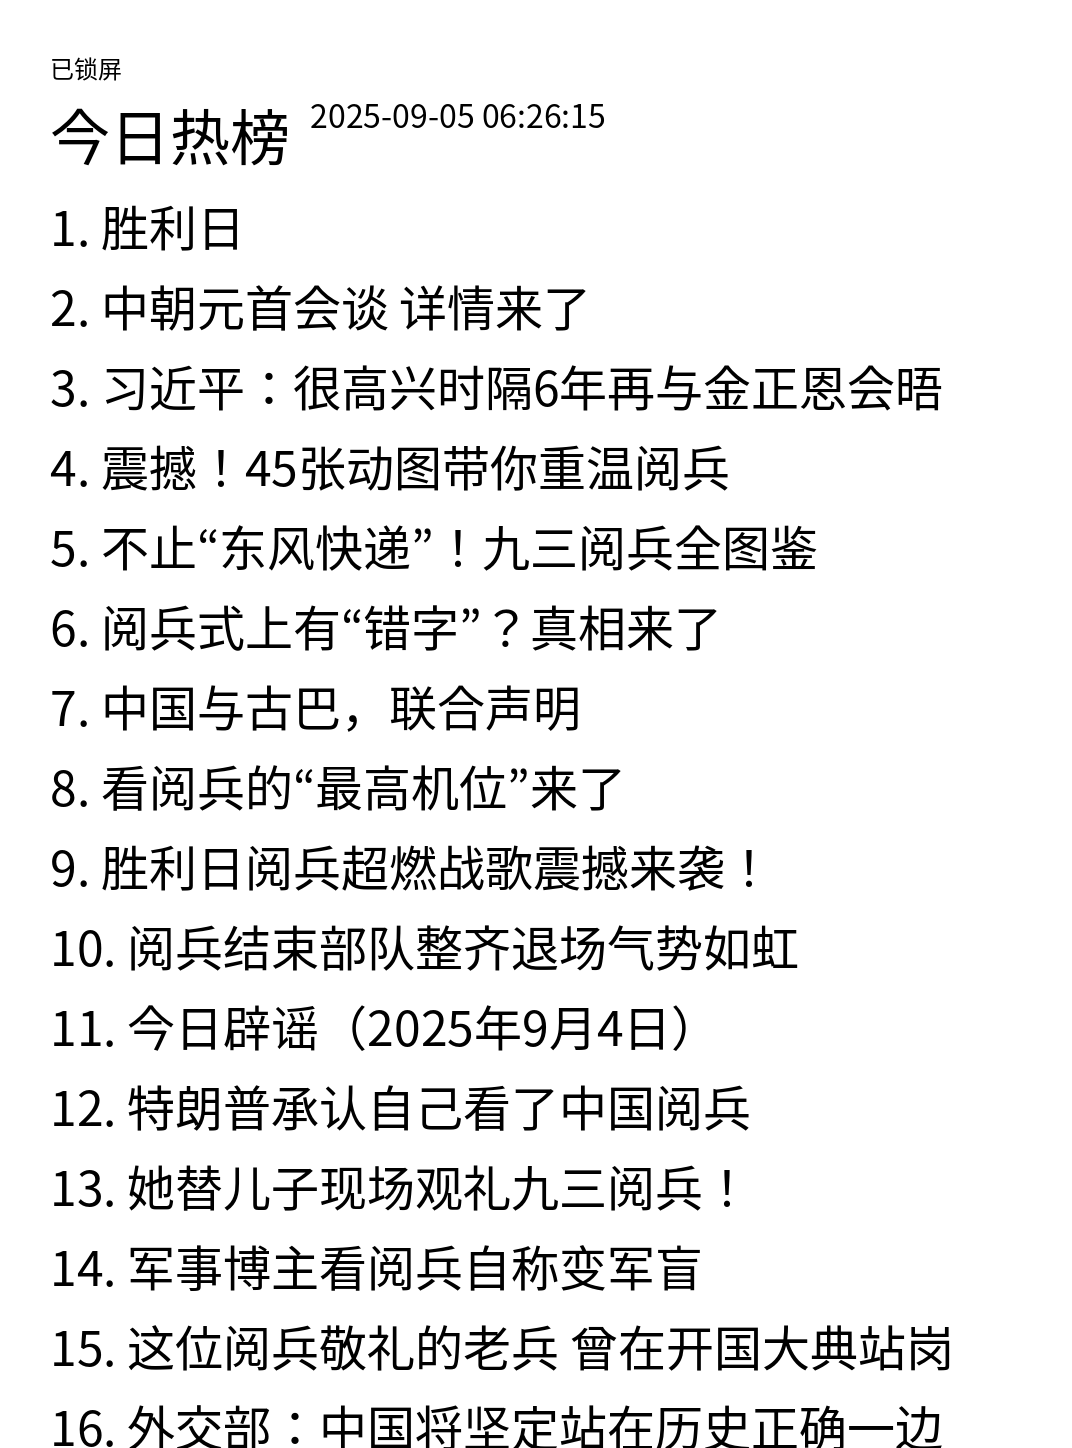 已锁屏
今日热榜 2025-09-05 06:26:15
1. 胜利日
2. 中朝元首会谈 详情来了
3. 习近平：很高兴时隔6年再与金正恩会晤
4. 震撼！45张动图带你重温阅兵
5. 不止“东风快递”！九三阅兵全图鉴
6. 阅兵式上有“错字”？真相来了
7. 中国与古巴，联合声明
8. 看阅兵的“最高机位”来了
9. 胜利日阅兵超燃战歌震撼来袭！
10. 阅兵结束部队整齐退场气势如虹
11. 今日辟谣（2025年9月4日）
12. 特朗普承认自己看了中国阅兵
13. 她替儿子现场观礼九三阅兵！
14. 军事博主看阅兵自称变军盲
15. 这位阅兵敬礼的老兵 曾在开国大典站岗
16. 外交部：中国将坚定站在历史正确一边